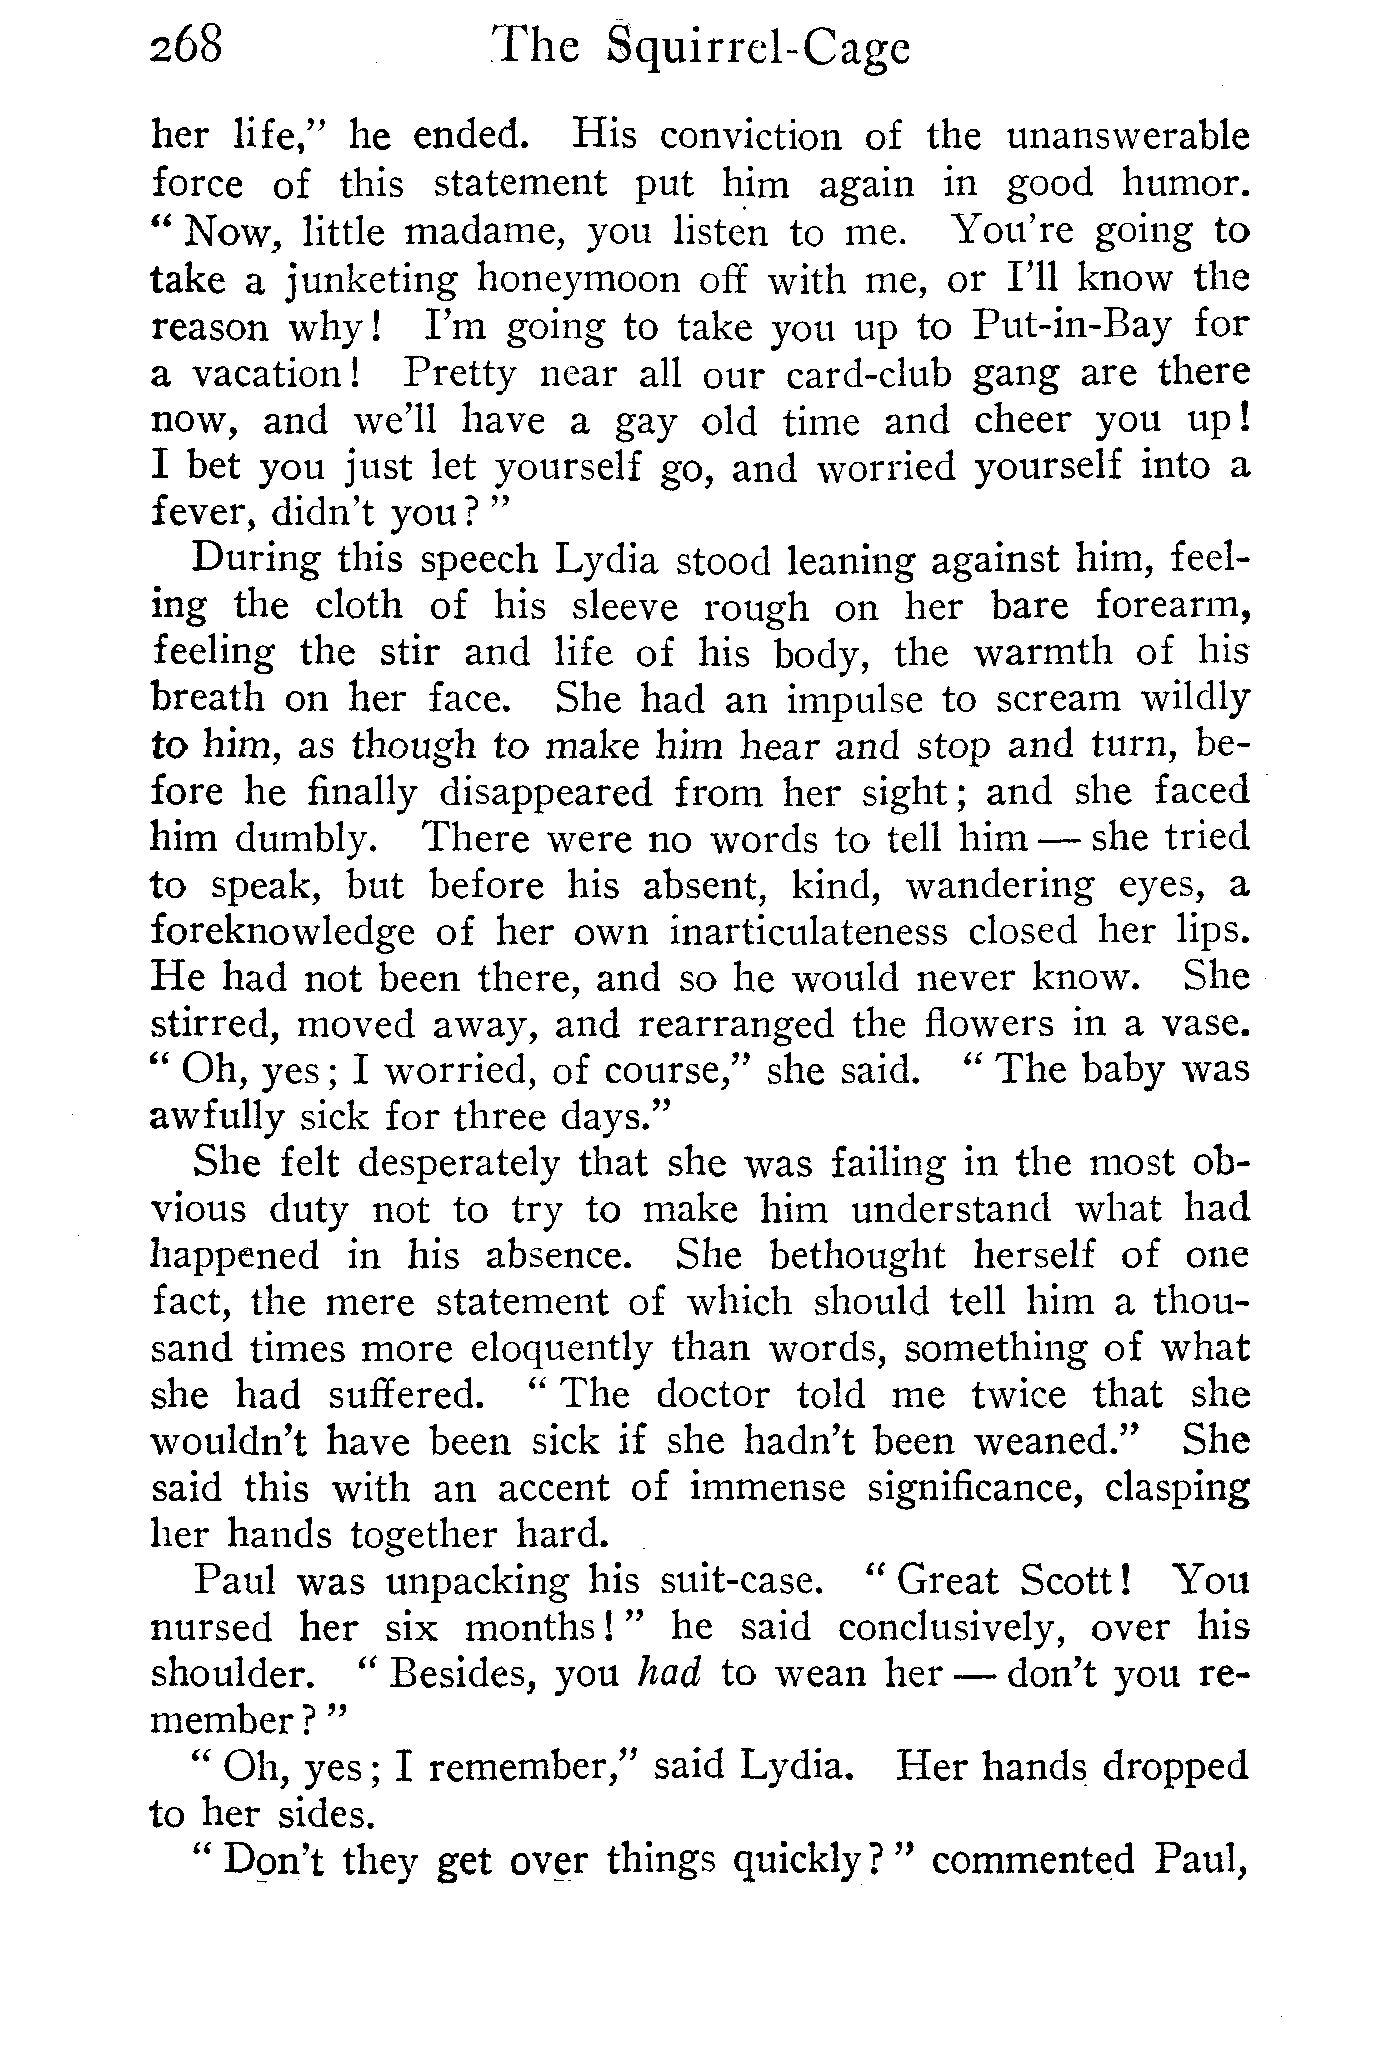 268 The Squirrel-Cage
her life,” he ended. His conviction of the unanswerable
force of this statement put him again in good humor.
“ Now, little madame, you listen to me. You’re going to
take a junketing honeymoon off with me, or I’ll know the
reason why! I’m going to take you up to Put-in-Bay for
a vacation! Pretty near all our card-club gang are there
now, and we’ll have a gay old time and cheer you up!
I bet you just let yourself go, and worried yourself into a
fever, didn’t you? ”
During this speech Lydia stood leaning against him, feel-
ing the cloth of his sleeve rough on her bare forearm,
feeling the stir and life of his body, the warmth of his
breath on her face. She had an impulse to scream wildly
to him, as though to make him hear and stop and turn, be-
fore he finally disappeared from her sight; and she faced
him dumbly. There were no words to tell him — she tried
to speak, but before his absent, kind, wandering eyes, a
foreknowledge of her own inarticulateness closed her lips.
He had not been there, and so he would never know. She
stirred, moved away, and rearranged the flowers in a vase.
“ Oh, yes; I worried, of course,” she said. “ The baby was
awfully sick for three days.”
She felt desperately that she was failing in the most ob-
vious duty not to try to make him understand what had
happened in his absence. She bethought herself of one
fact, the mere statement of which should tell him a thou-
sand times more eloquently than words, something of what
she had suffered. “ The doctor told me twice that she
wouldn’t have been sick if she hadn’t been weaned.” She
said this with an accent of immense significance, clasping
her hands together hard.
Paul was unpacking his suit-case. “ Great Scott! You
nursed her six months! ” he said conclusively, over his
shoulder. “ Besides, you had to wean her — don’t you re-
member? ”
“ Oh, yes; I remember,” said Lydia. Her hands dropped
to her sides.
“ Don’t they get over things quickly? ” commented Paul,